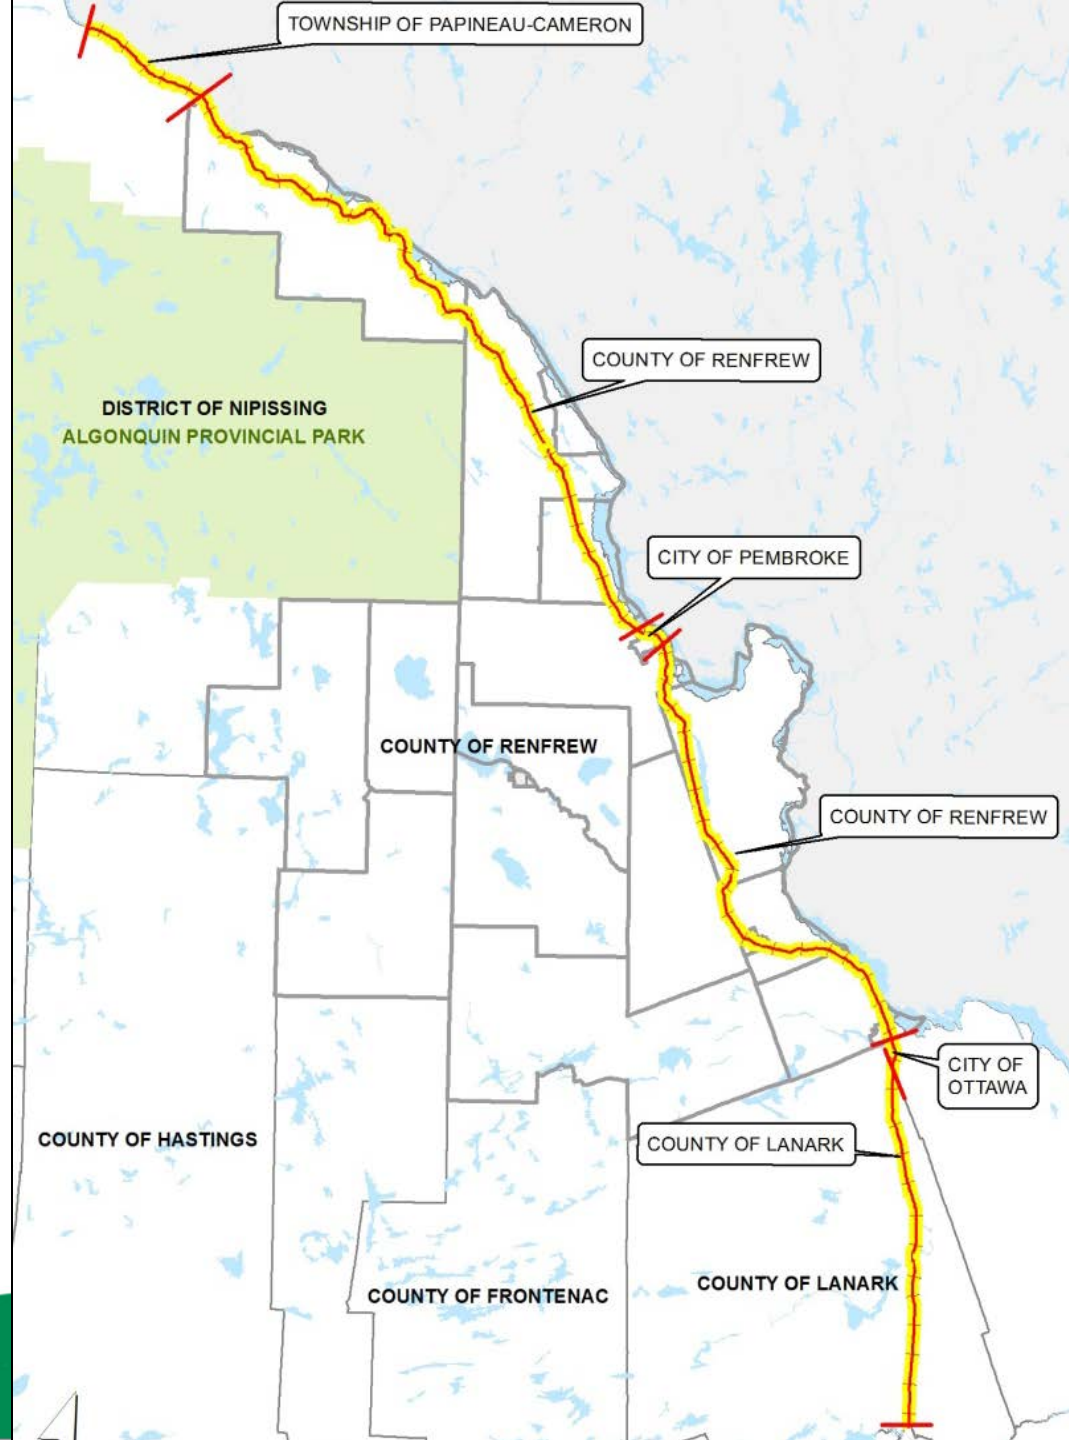 TOWNSHIP OF PAPINEAU-CAMERON
COUNTY OF RENFREW
DISTRICT OF NIPISSING
ALGONQUIN PROVINCIAL PARK
CITY OF PEMBROKE
COUNTY OF RENFREW
COUNTY OF RENFREW
CITY OF
OTTAWA
COUNTY OF HASTINGS
COUNTY OF LANARK
COUNTY OF LANARK
COUNTY OF FRONTENAC